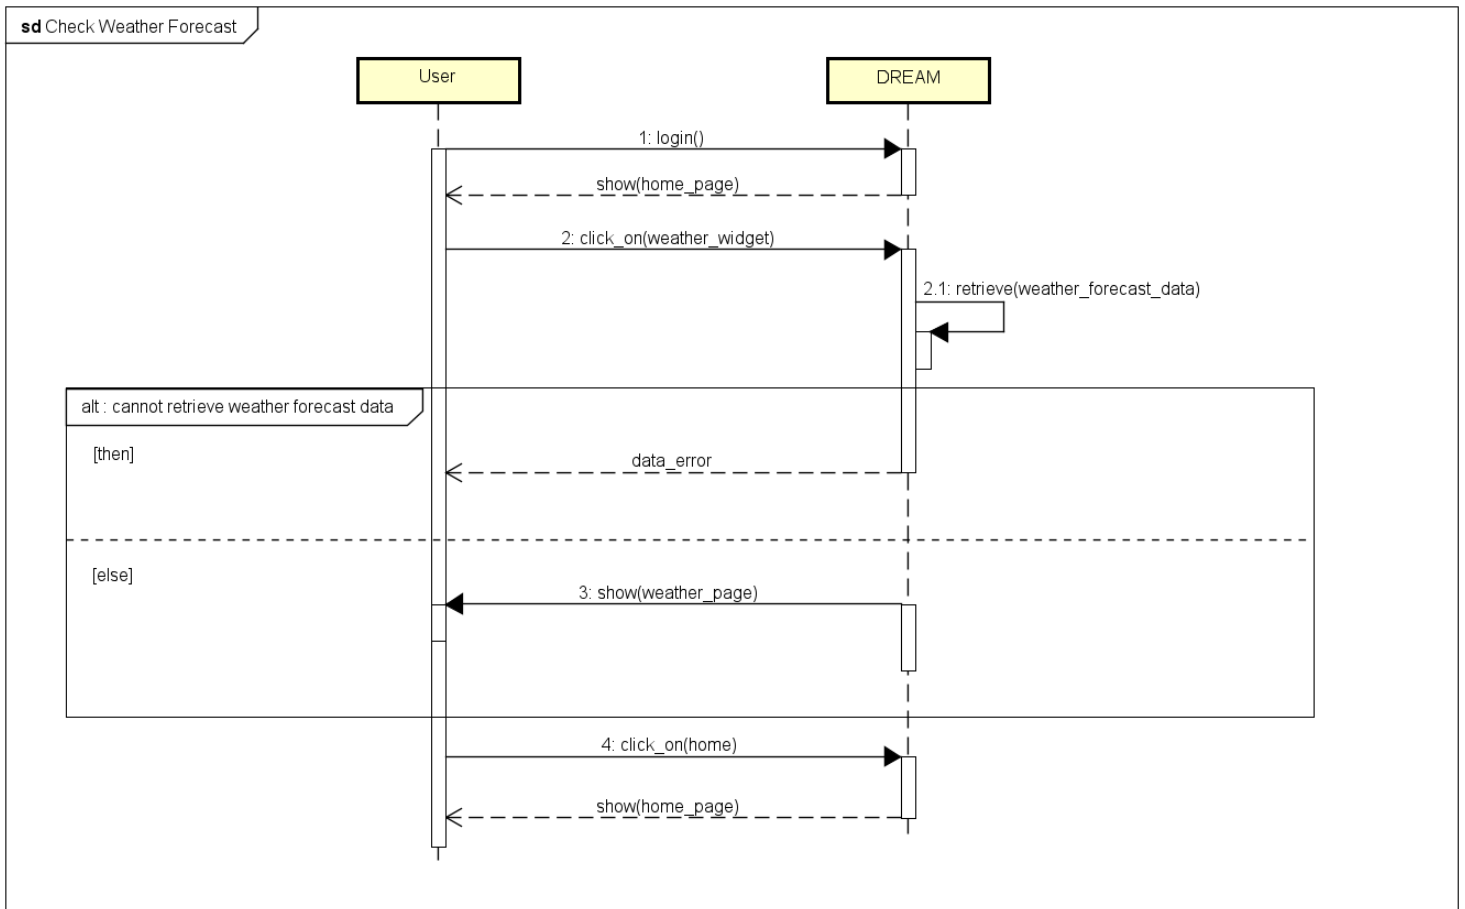 sd Check Weather Forecast
User
DREAM
1: login()
show(home_page)
2: click_on(weather_widget)
2.1: retrieve(weather_forecast_data)
alt : cannot retrieve weather forecast data
[then]
data_error
[else]
3: show(weather_page)
4: click_on(home)
show(home_page)